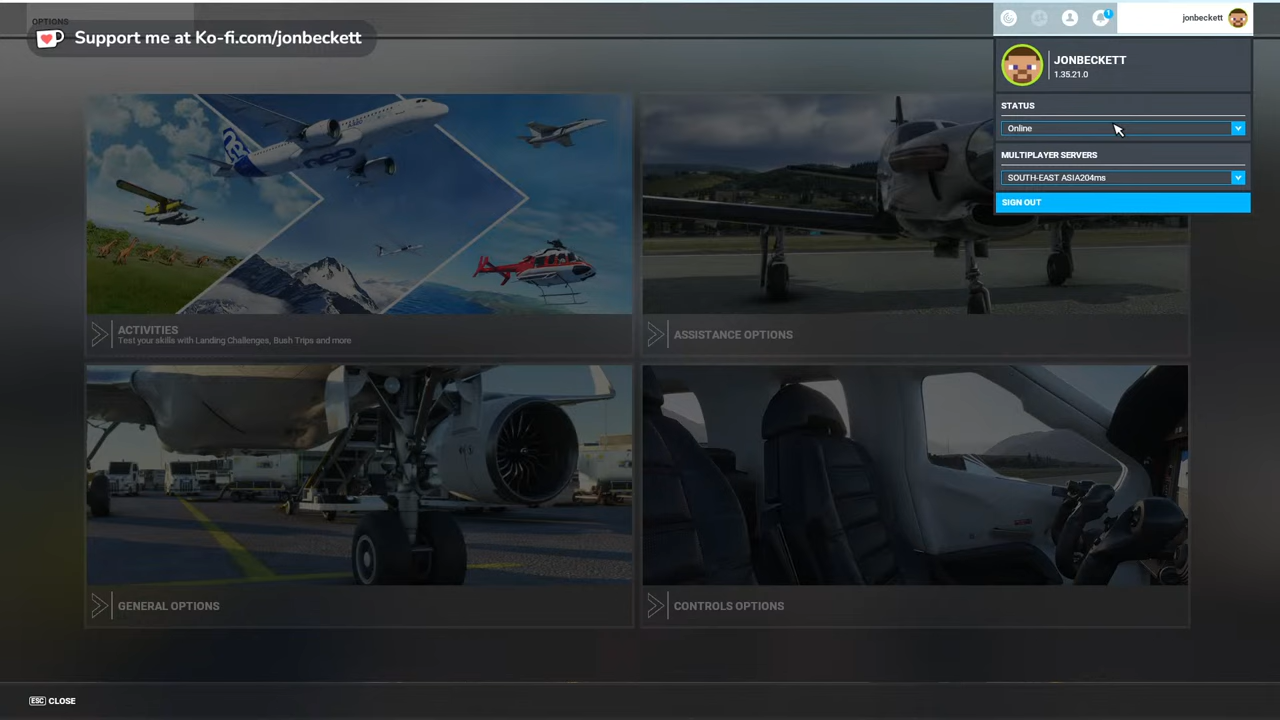 OPTIONS
Support me at Ko-fi.com/jonbeckett
1
jonbeckett
JONBECKETT
1.35.21.0
STATUS
Online
MULTIPLAYER SERVERS
SOUTH-EAST ASIA204ms
SIGN OUT
ACTIVITIES
Test your skills with Landing Challenges, Bush Trips and more
ASSISTANCE OPTIONS
GENERAL OPTIONS
CONTROLS OPTIONS
ESC CLOSE